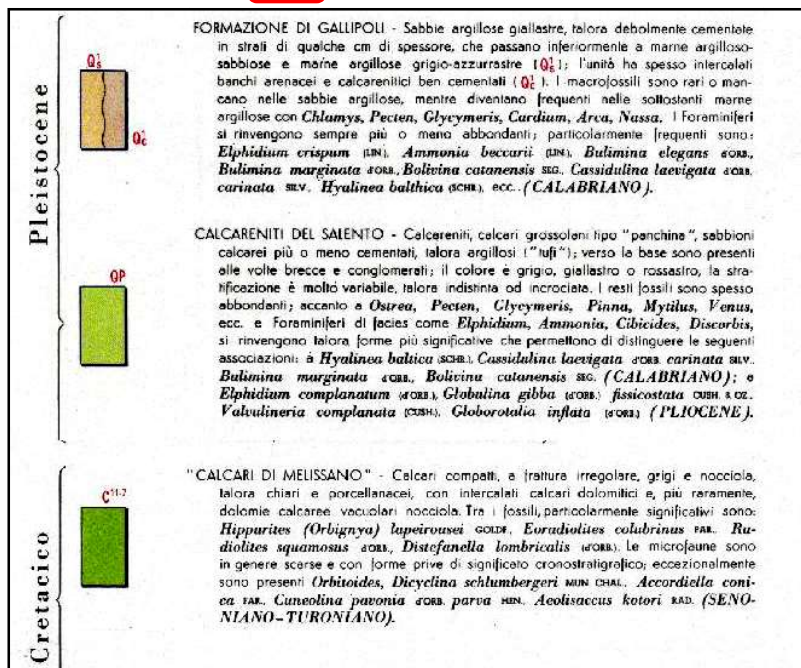 Pleistocene
Q¹s
Q¹c
FORMAZIONE DI GALLIPOLI - Sabbie argillose giallastre, talora debolmente cementate
in strati di qualche cm di spessore, che passano inferiormente a marne argilloso-
sabbiose e marne argillose grigio-azzurrastre (Q¹s); l'unità ha spesso intercalati
banchi arenacei e calcarenitici ben cementati (Q¹c). I macrofossili sono rari o man-
cano nelle sabbie argillose, mentre diventano frequenti nelle sottostanti marne
argillose con Chlamys, Pecten, Glycymeris, Cardium, Arca, Nassa. I Foraminiferi
si rinvengono sempre più o meno abbondanti; particolarmente frequenti sono:
Elphidium crispum (LIN.), Ammonia beccarii (LIN.), Bulimina elegans d'ORB.,
Bulimina marginata d'ORB., Bolivina catanensis SEG., Cassidulina laevigata d'ORB.
carinata SILV., Hyalinea balthica (SCHR.), ecc. (CALABRIANO).
QP
CALCARENITI DEL SALENTO - Calcareniti, calcari grossolani tipo "panchina", sabbioni
calcarei più o meno cementati, talora argillosi ("tufi"); verso la base sono presenti
alle volte brecce e conglomerati; il colore è grigio, giallastro o rossastro, la stra-
tificazione è molto variabile, talora indistinta od incrociata. I resti fossili sono spesso
abbondanti; accanto a Ostrea, Pecten, Glycymeris, Pinna, Mytilus, Venus,
ecc. e Foraminiferi di facies come Elphidium, Ammonia, Cibicides, Discorbis,
si rinvengono talora forme più significative che permettono di distinguere le seguenti
associazioni: a Hyalinea baltica (SCHR.), Cassidulina laevigata d'ORB. carinata SILV.,
Bulimina marginata d'ORB., Bolivina catanensis SEG. (CALABRIANO); e
Elphidium complanatum (d'ORB.), Globulina gibba (d'ORB.) fissicostata CUSH. & OZ.,
Valvulineria complanata (CUSH.), Globorotalia inflata (d'ORB.) (PLIOCENE).
Cretacico
C¹¹⁻⁷
"CALCARI DI MELISSANO" - Calcari compatti, a frattura irregolare, grigi e nocciola,
talora chiari e porcellanacei, con intercalati calcari dolomitici e, più raramente,
dolomie calcaree vacuolari nocciola. Tra i fossili, particolarmente significativi sono:
Hippurites (Orbignya) lapeirousei GOLDF., Eoradiolites colubrinus PAR., Ra-
diolites squamosus d'ORB., Distefanella lombricalis (d'ORB.). Le microfaune sono
in genere scarse e con forme prive di significato cronostratigrafico; eccezionalmente
sono presenti Orbitoides, Dicyclina schlumbergeri MUN CHAL., Accordiella coni-
ca FAR., Cuneolina pavonia d'ORB. parva HEN., Aeolisaccus kotori RAD. (SENO-
NIANO-TURONIANO).